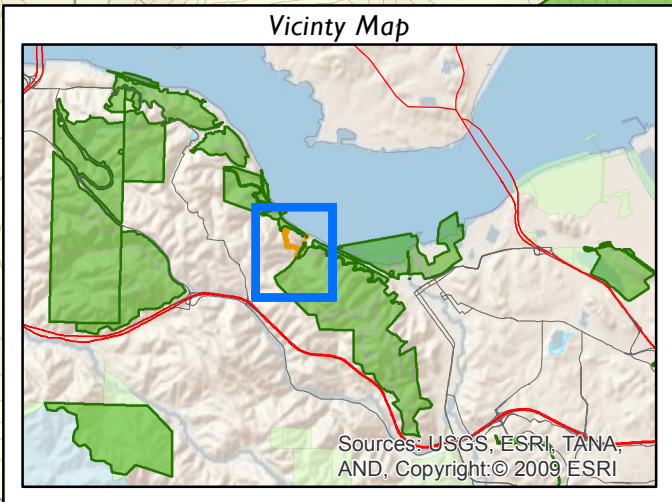 Vicinty Map
Sources: USGS, ESRI, TANA,
AND, Copyright:© 2009 ESRI